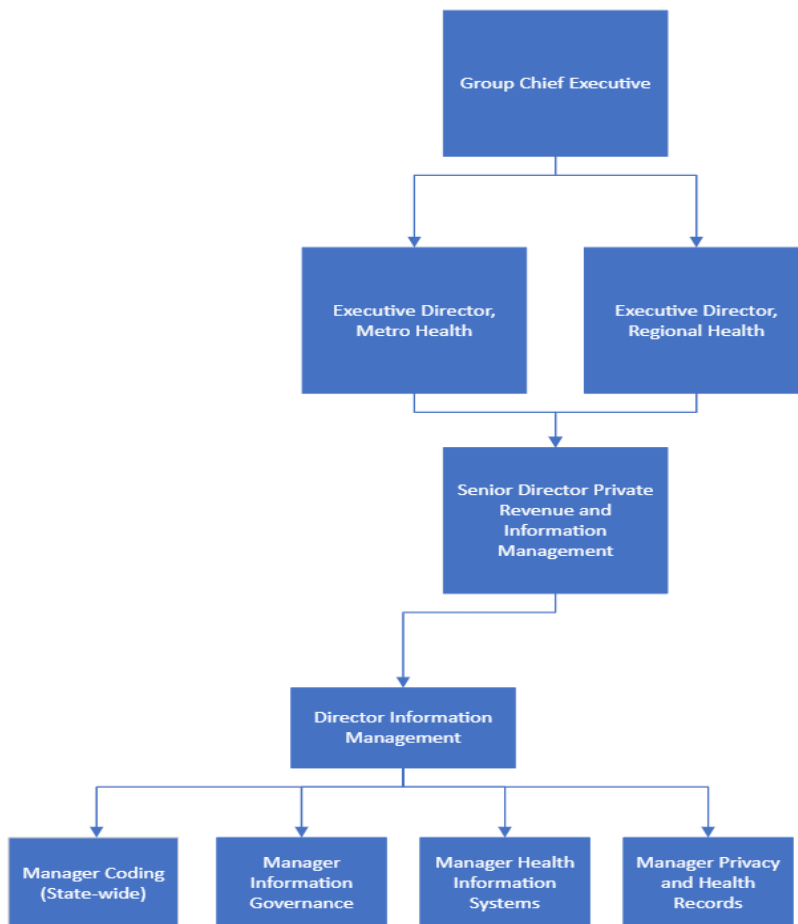 Group Chief Executive
Executive Director,
Metro Health
Executive Director,
Regional Health
Senior Director Private
Revenue and
Information
Management
Director Information
Management
Manager Coding
(State-wide)
Manager
Information
Governance
Manager Health
Information
Systems
Manager Privacy
and Health
Records